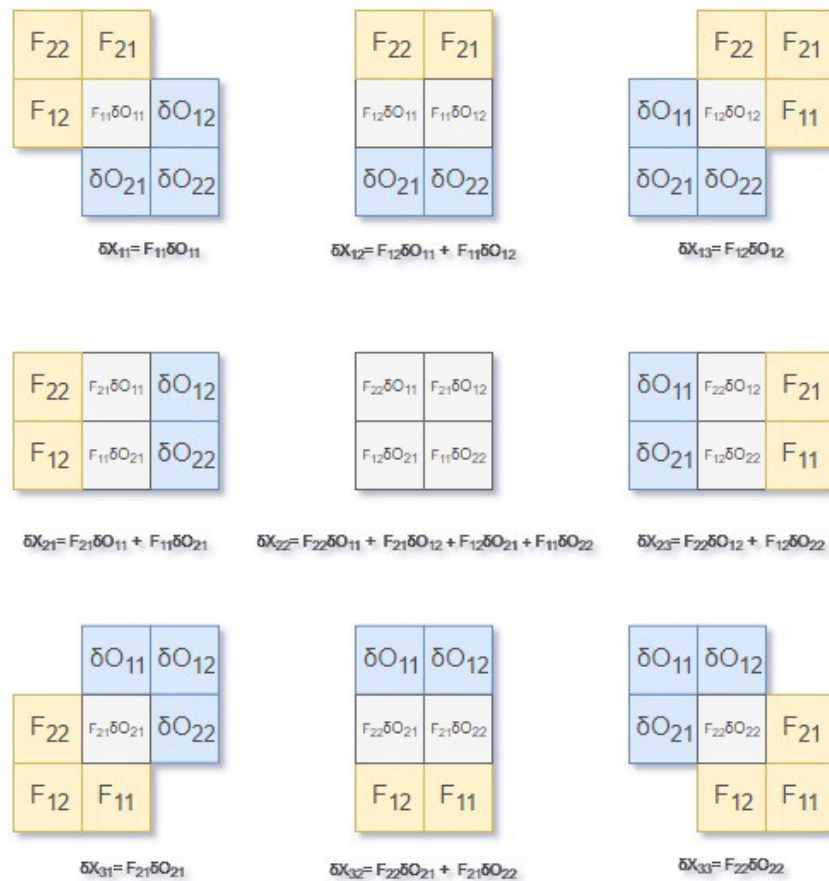 F₂₂ F₂₁ F₂₂ F₂₁ F₂₂ F₂₁
F₁₂ F₁₁δO₁₁ δO₁₂ F₁₂δO₁₁ F₁₁δO₁₂ δO₁₁ F₁₂δO₁₂ F₁₁
δO₂₁ δO₂₂ δO₂₁ δO₂₂ δO₂₁ δO₂₂
δX₁₁= F₁₁δO₁₁ δX₁₂= F₁₂δO₁₁ + F₁₁δO₁₂ δX₁₃= F₁₂δO₁₂
F₂₂ F₂₁δO₁₁ δO₁₂ F₂₂δO₁₁ F₂₁δO₁₂ δO₁₁ F₂₂δO₁₂ F₂₁
F₁₂ F₁₁δO₂₁ δO₂₂ F₁₂δO₂₁ F₁₁δO₂₂ δO₂₁ F₁₂δO₂₂ F₁₁
δX₂₁= F₂₁δO₁₁ + F₁₁δO₂₁ δX₂₂= F₂₂δO₁₁ + F₂₁δO₁₂ + F₁₂δO₂₁ + F₁₁δO₂₂ δX₂₃= F₂₂δO₁₂ + F₁₂δO₂₂
δO₁₁ δO₁₂ δO₁₁ δO₁₂ δO₁₁ δO₁₂
F₂₂ F₂₁δO₂₁ δO₂₂ F₂₂δO₂₁ F₂₁δO₂₂ δO₂₁ F₂₂δO₂₂ F₂₁
F₁₂ F₁₁ F₁₂ F₁₁ F₁₂ F₁₁
δX₃₁= F₂₁δO₂₁ δX₃₂= F₂₂δO₂₁ + F₂₁δO₂₂ δX₃₃= F₂₂δO₂₂